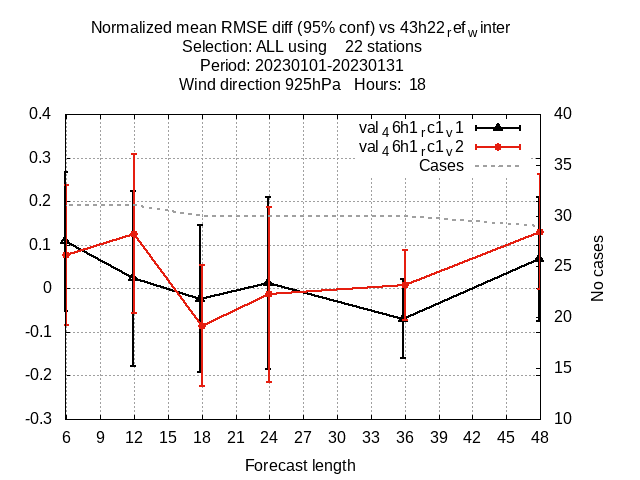 Normalized mean RMSE diff (95% conf) vs 43h22refwinter
Selection: ALL using 22 stations
Period: 20230101-20230131
Wind direction 925hPa Hours: 18
val46h1rc1v1
val46h1rc1v2
Cases
0.4
0.3
0.2
0.1
0
-0.1
-0.2
-0.3
40
35
30
25
20
15
10
No cases
6 9 12 15 18 21 24 27 30 33 36 39 42 45 48
Forecast length